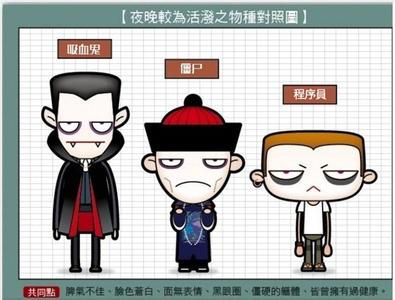 【夜晚較為活潑之物種對照圖】
吸血鬼
僵尸
程序員
共同點 脾氣不佳、臉色蒼白、面無表情、黑眼圈、僵硬的軀體、皆曾擁有過健康。